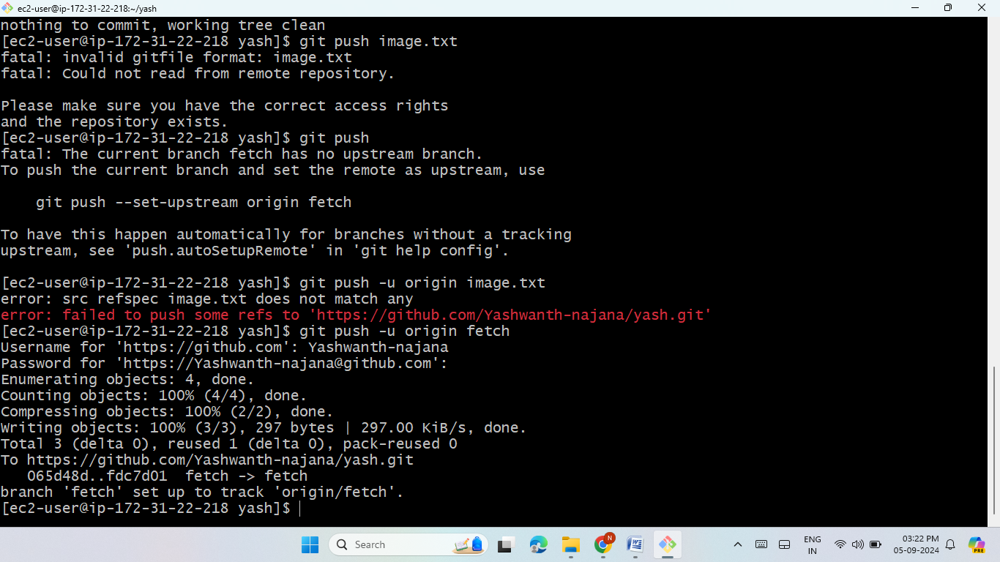 ec2-user@ip-172-31-22-218:~/yash
nothing to commit, working tree clean
[ec2-user@ip-172-31-22-218 yash]$ git push image.txt
fatal: invalid gitfile format: image.txt
fatal: Could not read from remote repository.
Please make sure you have the correct access rights
and the repository exists.
[ec2-user@ip-172-31-22-218 yash]$ git push
fatal: The current branch fetch has no upstream branch.
To push the current branch and set the remote as upstream, use
git push --set-upstream origin fetch
To have this happen automatically for branches without a tracking
upstream, see 'push.autoSetupRemote' in 'git help config'.
[ec2-user@ip-172-31-22-218 yash]$ git push -u origin image.txt
error: src refspec image.txt does not match any
error: failed to push some refs to 'https://github.com/Yashwanth-najana/yash.git'
[ec2-user@ip-172-31-22-218 yash]$ git push -u origin fetch
Username for 'https://github.com': Yashwanth-najana
Password for 'https://Yashwanth-najana@github.com':
Enumerating objects: 4, done.
Counting objects: 100% (4/4), done.
Compressing objects: 100% (2/2), done.
Writing objects: 100% (3/3), 297 bytes | 297.00 KiB/s, done.
Total 3 (delta 0), reused 1 (delta 0), pack-reused 0
To https://github.com/Yashwanth-najana/yash.git
065d48d..fdc7d01  fetch -> fetch
branch 'fetch' set up to track 'origin/fetch'.
[ec2-user@ip-172-31-22-218 yash]$
Search
N
W
ENG
IN
03:22 PM
05-09-2024
PRE